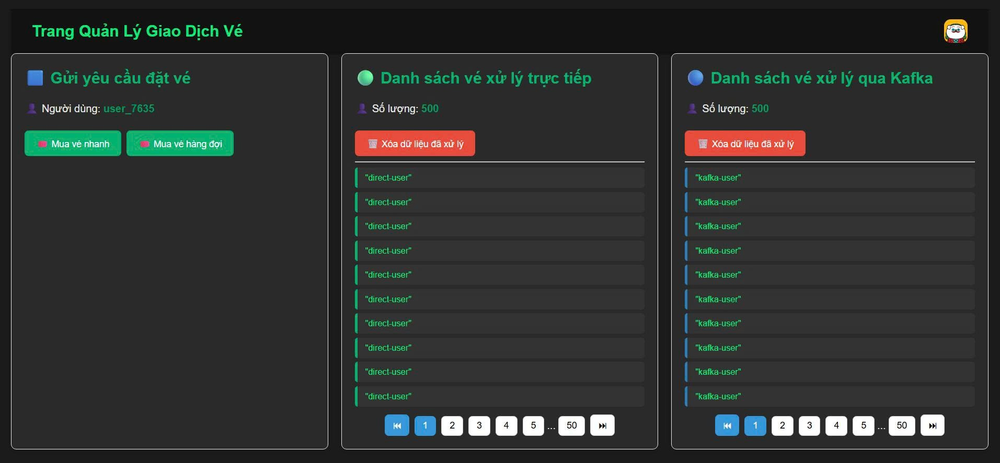 Trang Quản Lý Giao Dịch Vé
Gửi yêu cầu đặt vé
Người dùng: user_7635
Mua vé nhanh
Mua vé hàng đợi
Danh sách vé xử lý trực tiếp
Số lượng: 500
Xóa dữ liệu đã xử lý
"direct-user"
"direct-user"
"direct-user"
"direct-user"
"direct-user"
"direct-user"
"direct-user"
"direct-user"
"direct-user"
"direct-user"
1 2 3 4 5 ... 50
Danh sách vé xử lý qua Kafka
Số lượng: 500
Xóa dữ liệu đã xử lý
"kafka-user"
"kafka-user"
"kafka-user"
"kafka-user"
"kafka-user"
"kafka-user"
"kafka-user"
"kafka-user"
"kafka-user"
"kafka-user"
1 2 3 4 5 ... 50